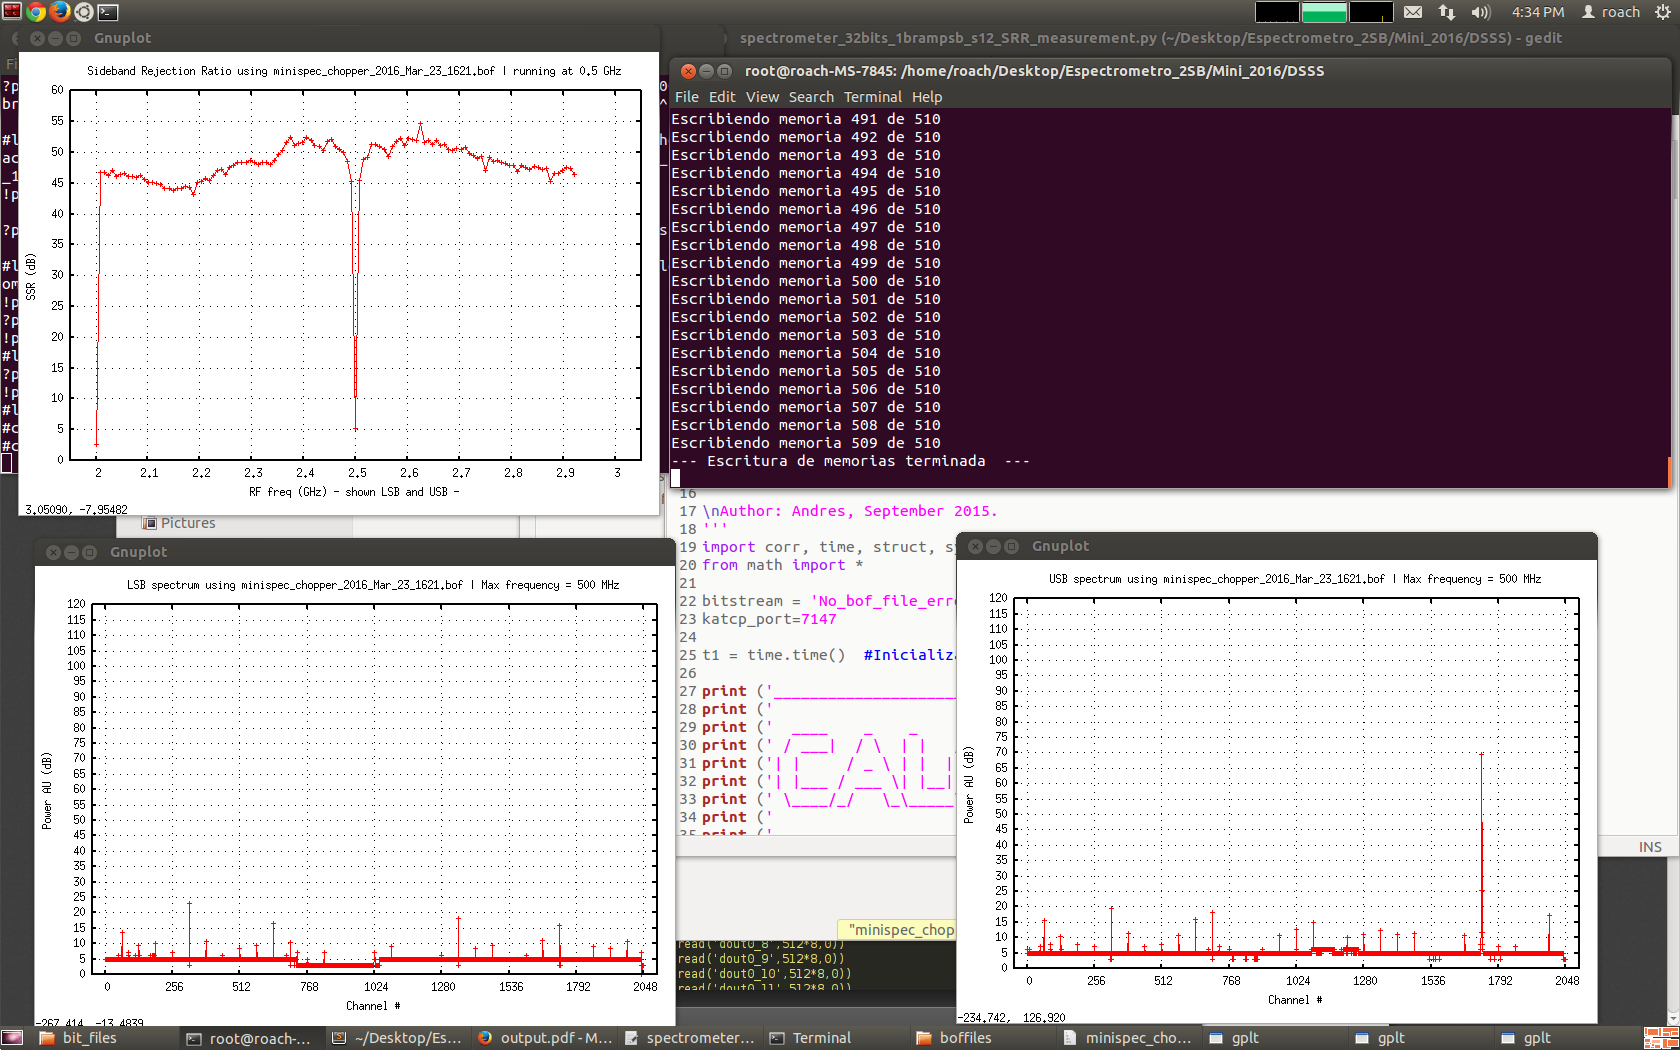 4:34 PM
roach
Gnuplot
spectrometer_32bits_1brampsb_s12_SRR_measurement.py (~/Desktop/Espectrometro_2SB/Mini_2016/DSSS) - gedit
Sideband Rejection Ratio using minispec_chopper_2016_Mar_23_1621.bof | running at 0.5 GHz
60
55
50
45
40
35
30
25
20
15
10
5
0
SSR (dB)
2 2.1 2.2 2.3 2.4 2.5 2.6 2.7 2.8 2.9 3
RF freq (GHz) - shown LSB and USB -
3.05090, -7.95482
root@roach-MS-7845: /home/roach/Desktop/Espectrometro_2SB/Mini_2016/DSSS
File Edit View Search Terminal Help
Escribiendo memoria 491 de 510
Escribiendo memoria 492 de 510
Escribiendo memoria 493 de 510
Escribiendo memoria 494 de 510
Escribiendo memoria 495 de 510
Escribiendo memoria 496 de 510
Escribiendo memoria 497 de 510
Escribiendo memoria 498 de 510
Escribiendo memoria 499 de 510
Escribiendo memoria 500 de 510
Escribiendo memoria 501 de 510
Escribiendo memoria 502 de 510
Escribiendo memoria 503 de 510
Escribiendo memoria 504 de 510
Escribiendo memoria 505 de 510
Escribiendo memoria 506 de 510
Escribiendo memoria 507 de 510
Escribiendo memoria 508 de 510
Escribiendo memoria 509 de 510
--- Escritura de memorias terminada  ---
Pictures
16
17 \nAuthor: Andres, September 2015.
18 '''
19 import corr, time, struct, s
20 from math import *
21
22 bitstream = 'No_bof_file_erro
23 katcp_port=7147
24
25 t1 = time.time()  #Inicializa
26
27 print ('____________________
28 print ('
29 print ('   ____    _    _
30 print (' / ___|  / \  | |
31 print ('| |     / _ \ | |  |
32 print ('| |___ / ___ \| |__|
33 print (' \____/_/   \_\_____
34 print ('
35 print ('
INS
Gnuplot
LSB spectrum using minispec_chopper_2016_Mar_23_1621.bof | Max frequency = 500 MHz
120
115
110
105
100
95
90
85
80
75
70
65
60
55
50
45
40
35
30
25
20
15
10
5
0
Power AU (dB)
0 256 512 768 1024 1280 1536 1792 2048
Channel #
-267.414, -13.4839
"minispec_chop
read('dout0_8',512*8,0))
read('dout0_9',512*8,0))
read('dout0_10',512*8,0))
read('dout0_11',512*8,0))
Gnuplot
USB spectrum using minispec_chopper_2016_Mar_23_1621.bof | Max frequency = 500 MHz
120
115
110
105
100
95
90
85
80
75
70
65
60
55
50
45
40
35
30
25
20
15
10
5
0
Power AU (dB)
0 256 512 768 1024 1280 1536 1792 2048
Channel #
-234.742, 126.920
bit_files
root@roach-...
~/Desktop/Es...
output.pdf - M...
spectrometer...
Terminal
boffiles
minispec_cho...
gplt
gplt
gplt